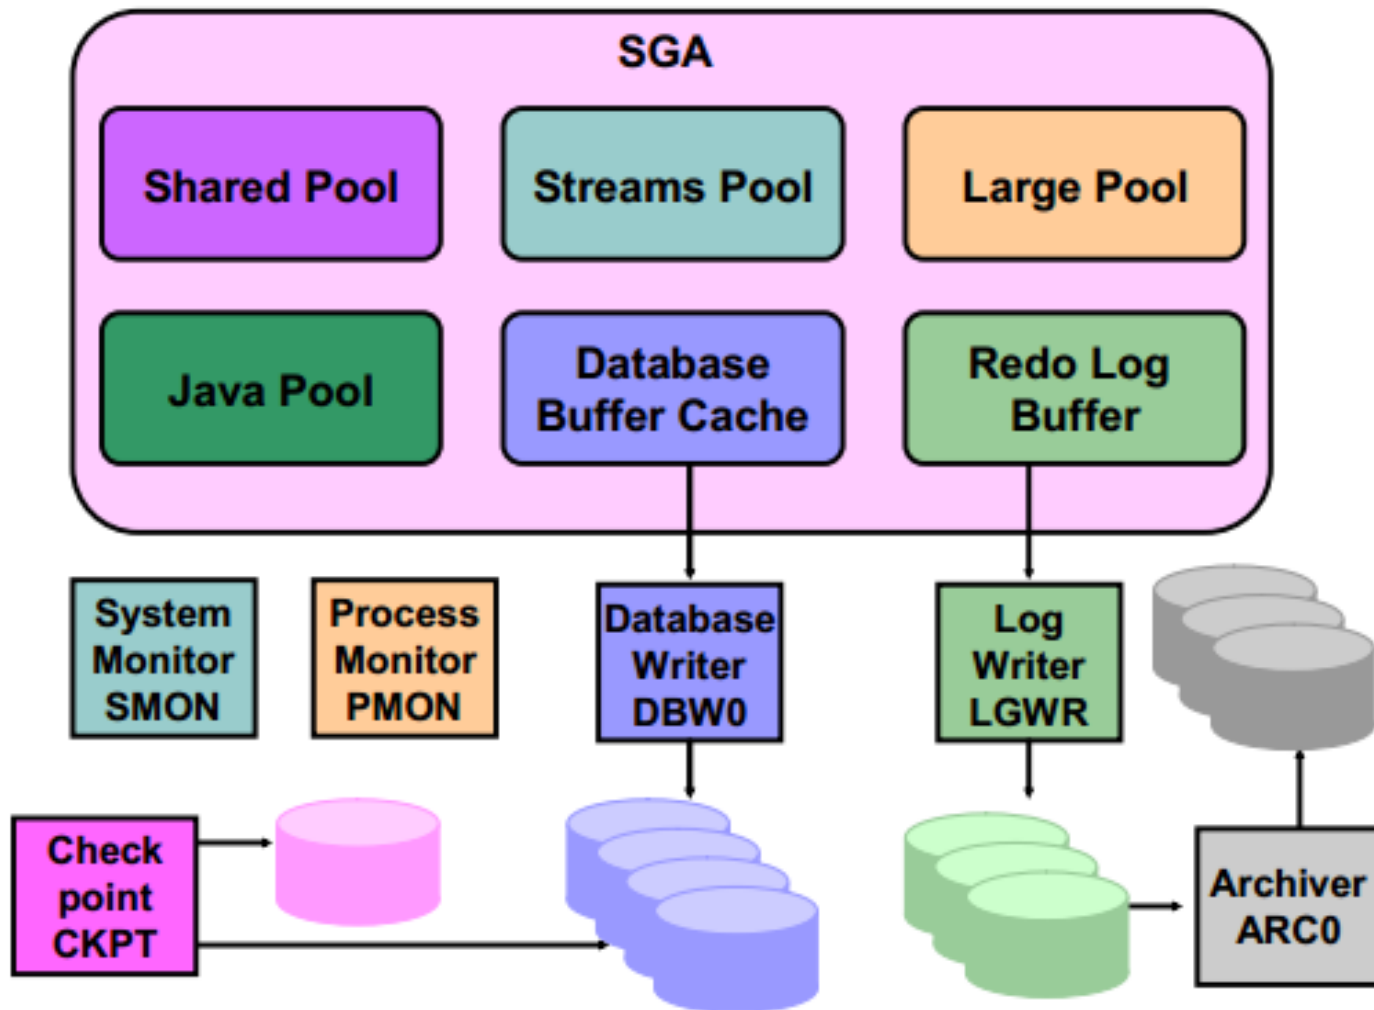 SGA
Shared Pool
Streams Pool
Large Pool
Java Pool
Database
Buffer Cache
Redo Log
Buffer
System
Monitor
SMON
Process
Monitor
PMON
Database
Writer
DBW0
Log
Writer
LGWR
Check
point
CKPT
Archiver
ARC0